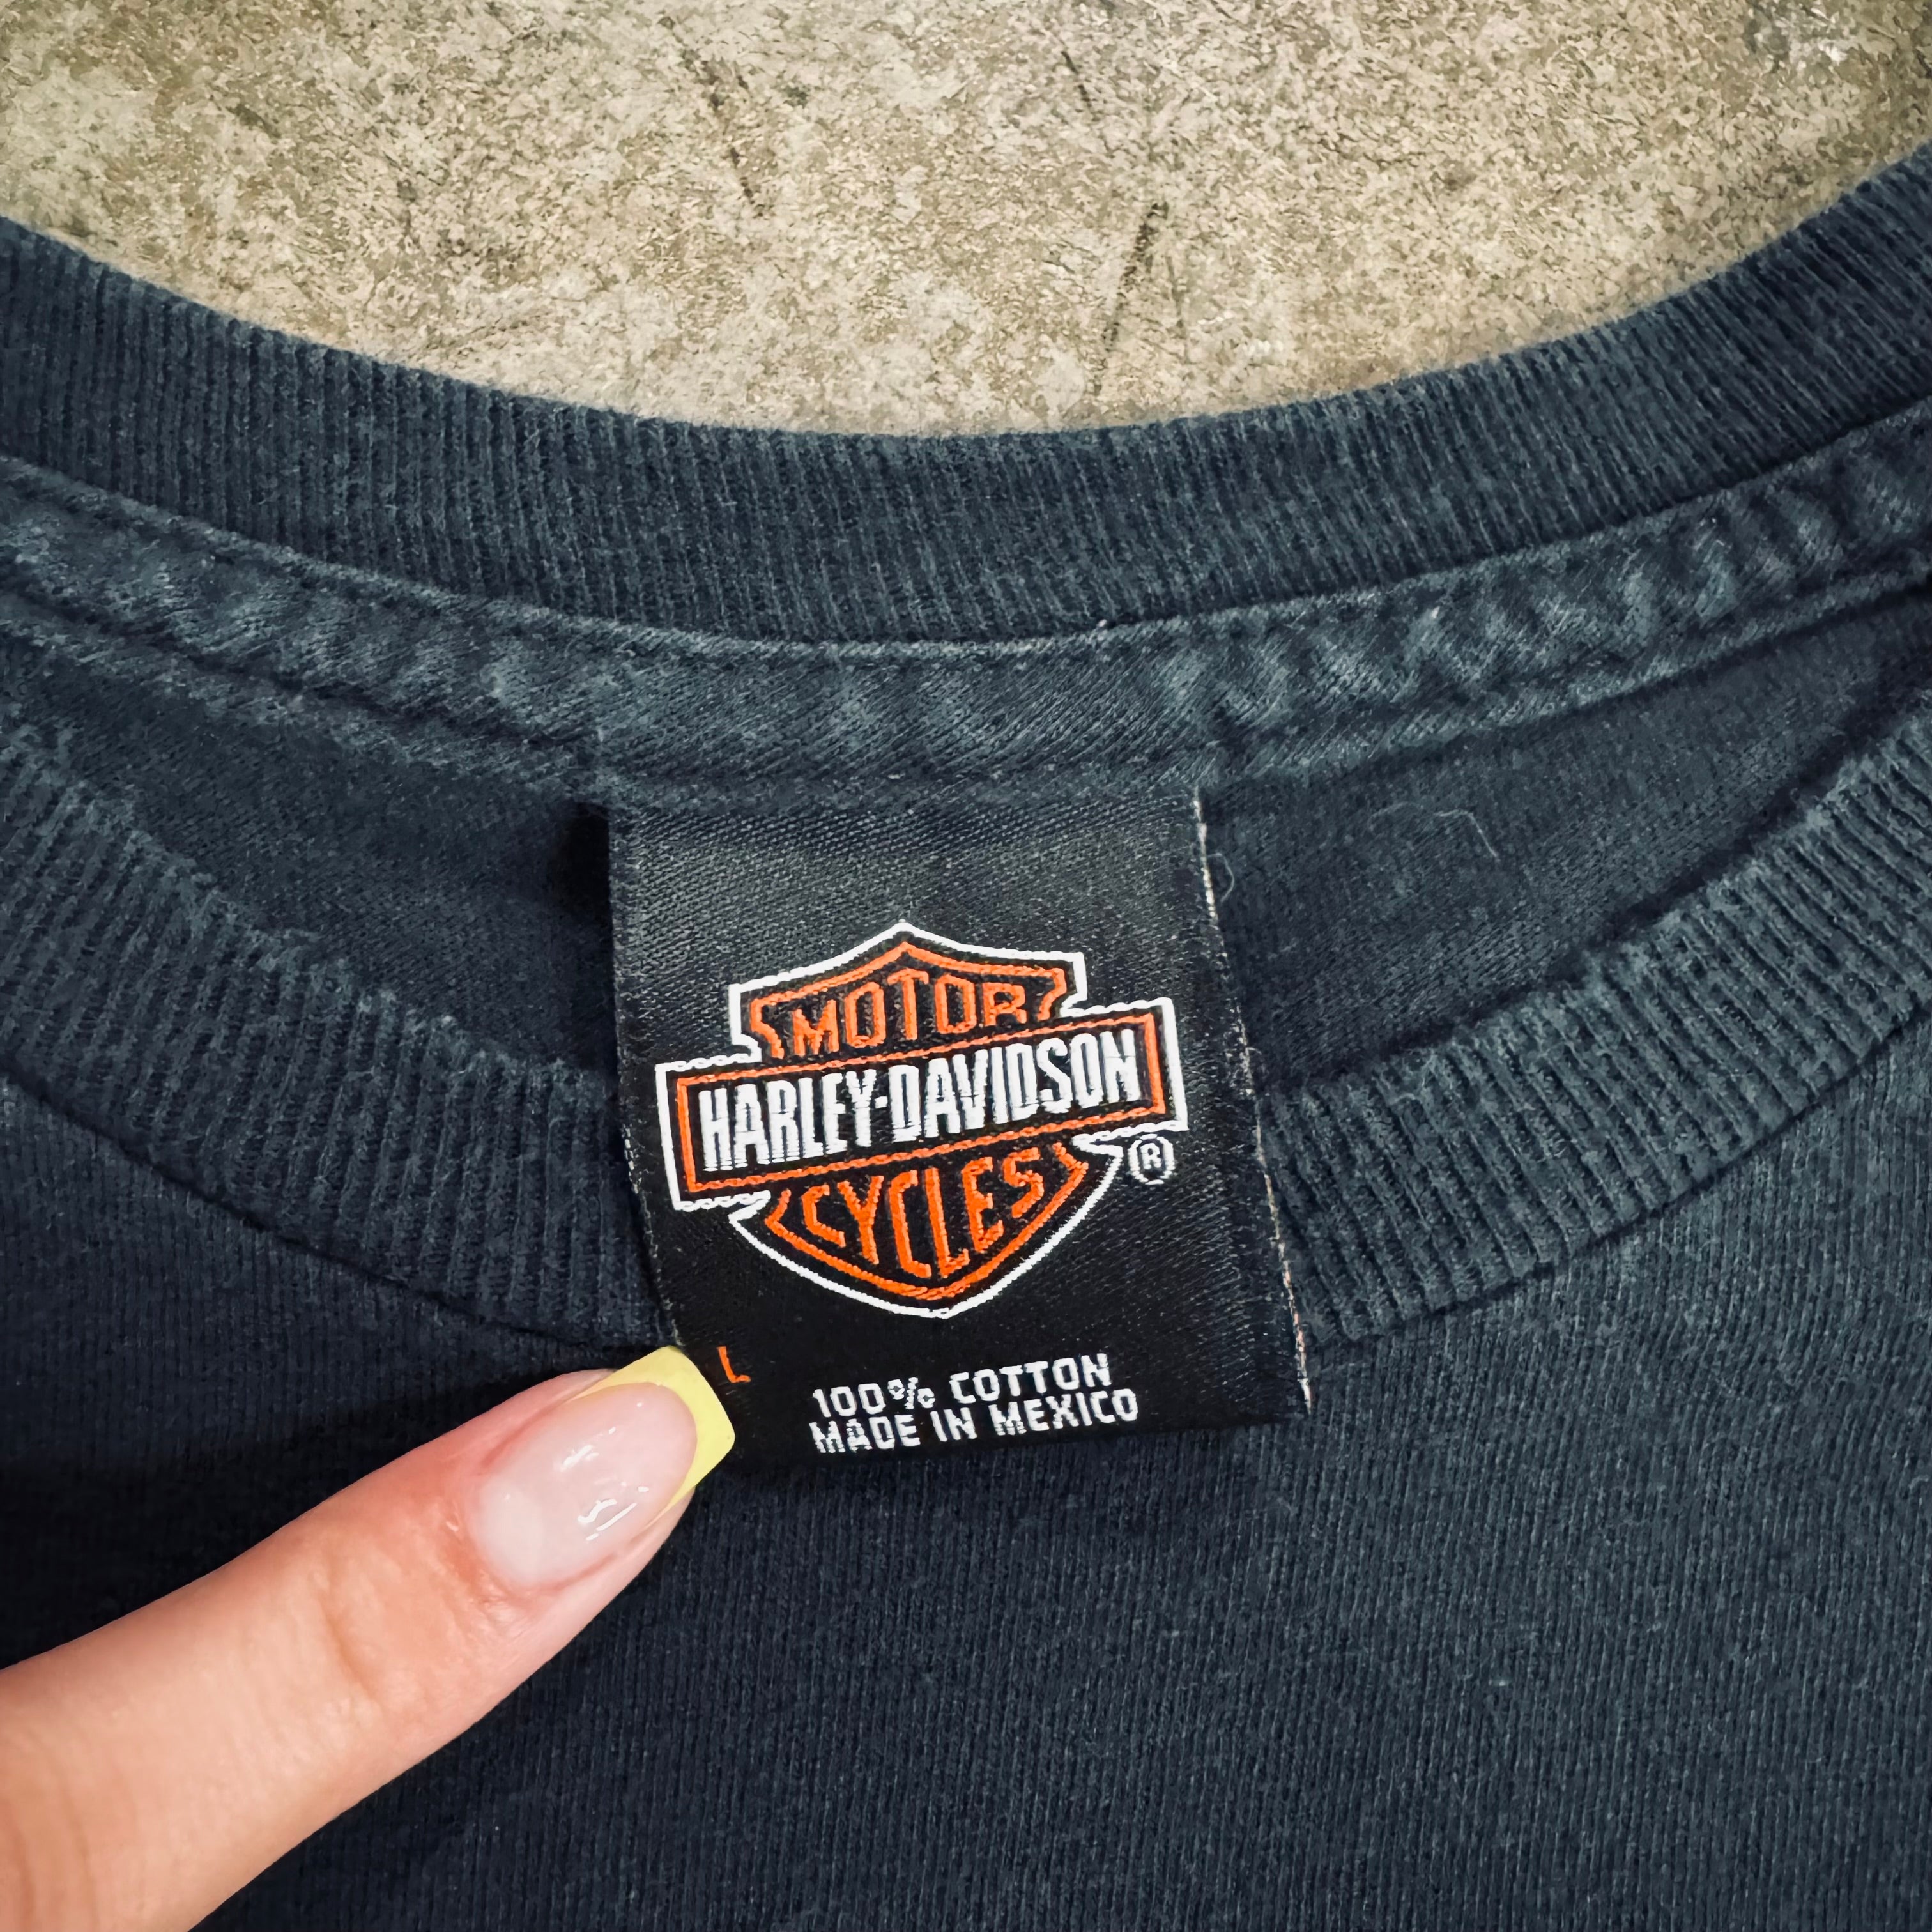 MOTOR
HARLEY-DAVIDSON
CYCLES
®
L
100% COTTON
MADE IN MEXICO